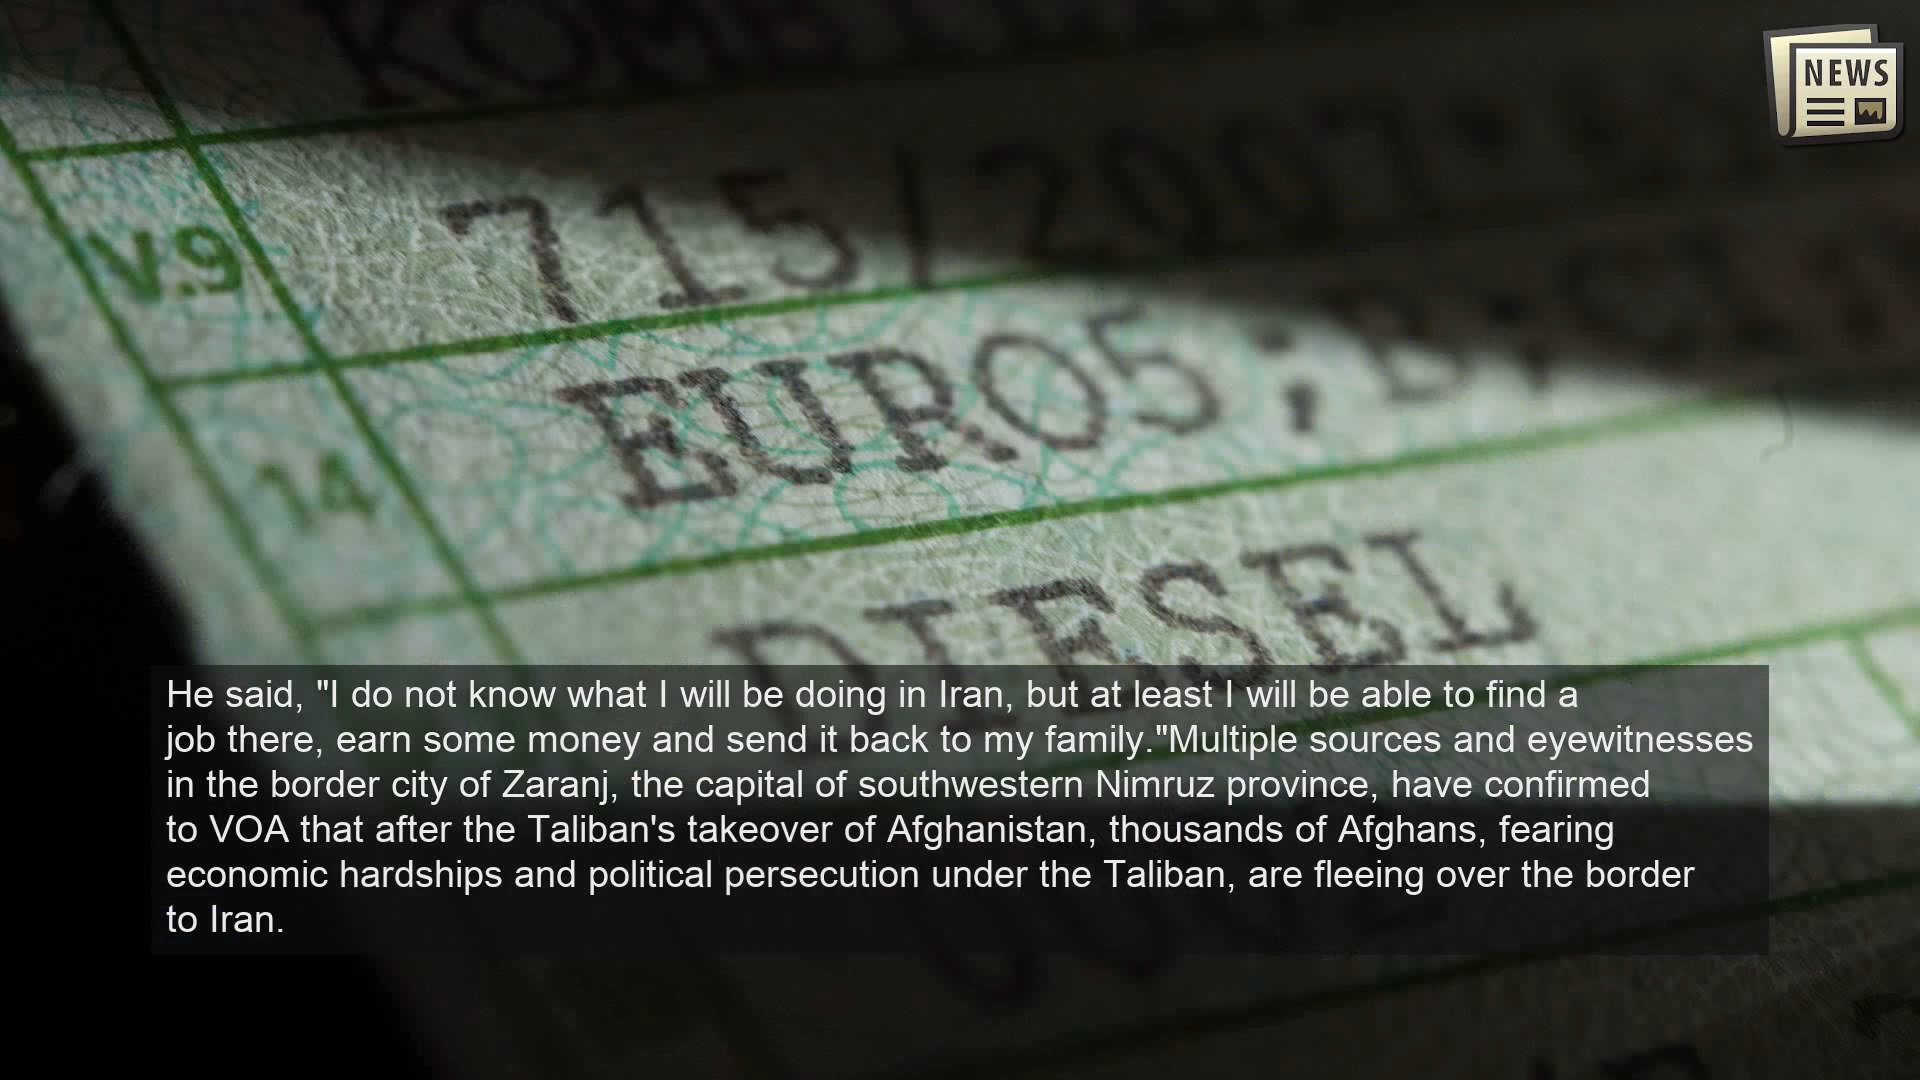 NEWS
715/2007
V.9
EURO5;
14
DIESEL
He said, "I do not know what I will be doing in Iran, but at least I will be able to find a
job there, earn some money and send it back to my family."Multiple sources and eyewitnesses
in the border city of Zaranj, the capital of southwestern Nimruz province, have confirmed
to VOA that after the Taliban's takeover of Afghanistan, thousands of Afghans, fearing
economic hardships and political persecution under the Taliban, are fleeing over the border
to Iran.